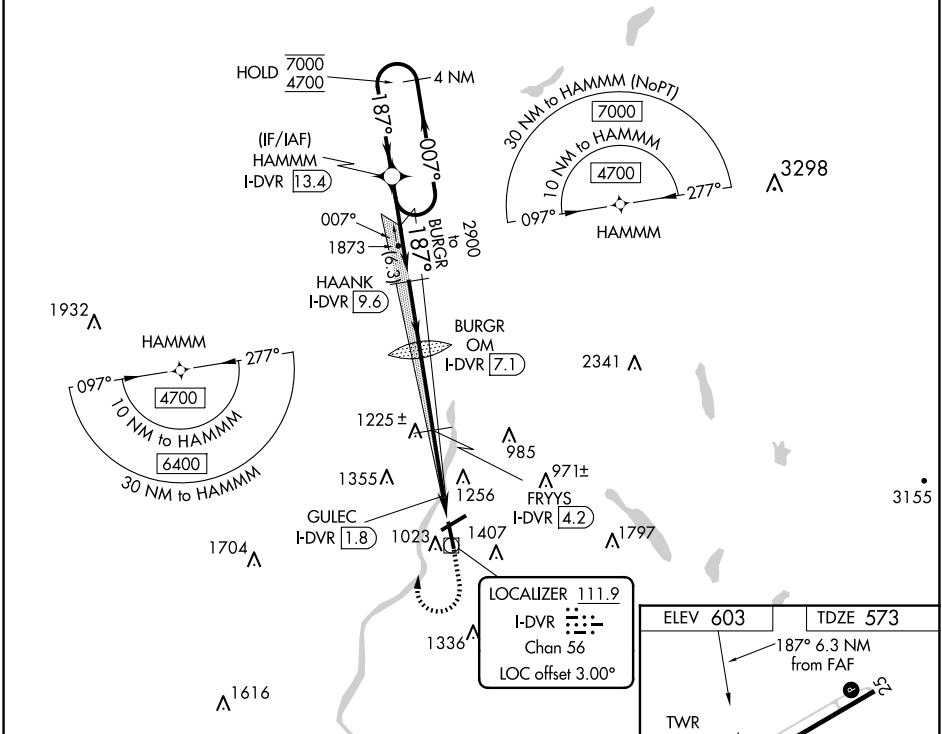 HOLD 7000
4700
4 NM
187°
007°
(IF/IAF)
HAMMM
I-DVR 13.4
30 NM to HAMMM (NoPT)
7000
10 NM to HAMMM
4700
097°
277°
HAMMM
3298
007°
1873
(6.3)
187°
2900
to
BURGR
HAANK
I-DVR 9.6
1932
HAMMM
097°
277°
4700
10 NM to HAMMM
6400
30 NM to HAMMM
BURGR
OM
I-DVR 7.1
2341
1225 ±
985
1355
1256
971±
FRYYS
I-DVR 4.2
3155
GULEC
I-DVR 1.8
1023
1407
1797
1704
LOCALIZER 111.9
I-DVR
Chan 56
LOC offset 3.00°
1336
1616
ELEV 603
TDZE 573
187° 6.3 NM
from FAF
P
25
TWR